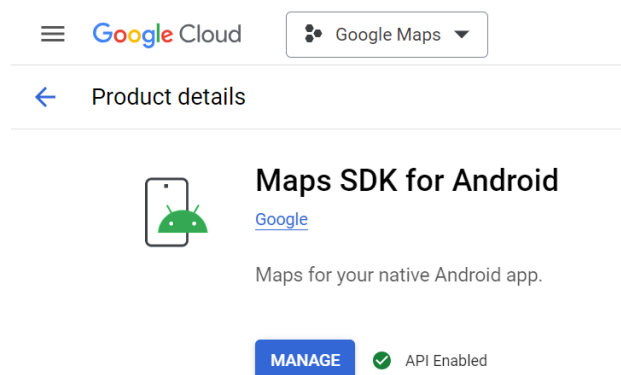 Google Cloud Google Maps
Product details
Maps SDK for Android
Google
Maps for your native Android app.
MANAGE API Enabled